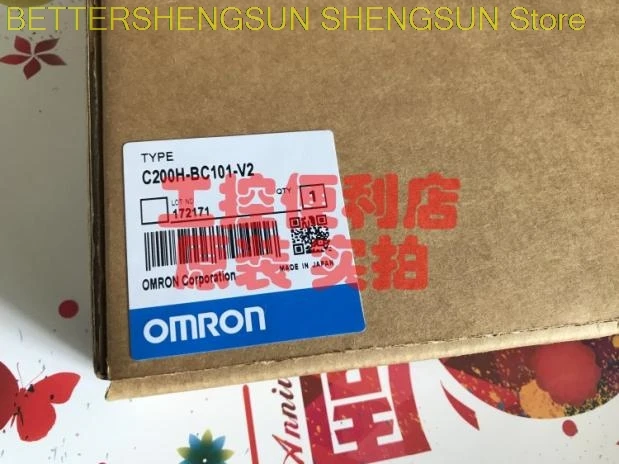 BETTERSHENGSUN SHENGSUN Store
TYPE
C200H-BC101-V2
LOT NO
172171
QTY
1
工控佰利店
原装 实拍
MADE IN JAPAN
OMRON Corporation
OMRON